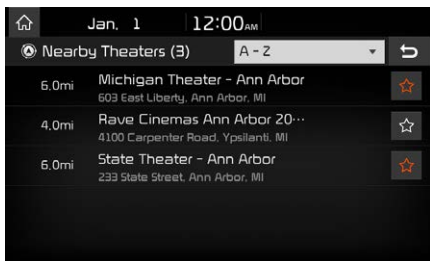 Jan. 1 12:00 AM
Nearby Theaters (3) A - Z
6.0mi Michigan Theater - Ann Arbor
603 East Liberty, Ann Arbor, MI
4.0mi Rave Cinemas Ann Arbor 20···
4100 Carpenter Road, Ypsilanti, MI
6.0mi State Theater - Ann Arbor
233 State Street, Ann Arbor, MI